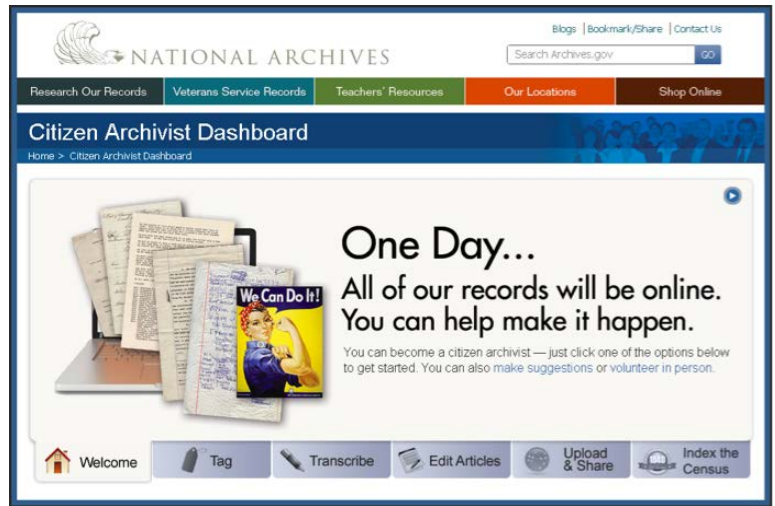 Blogs | Bookmark/Share | Contact Us
NATIONAL ARCHIVES
Search Archives.gov GO
Research Our Records Veterans Service Records Teachers' Resources Our Locations Shop Online
Citizen Archivist Dashboard
Home > Citizen Archivist Dashboard
We Can Do It!
One Day...
All of our records will be online.
You can help make it happen.
You can become a citizen archivist — just click one of the options below
to get started. You can also make suggestions or volunteer in person.
Welcome Tag Transcribe Edit Articles Upload & Share Index the Census